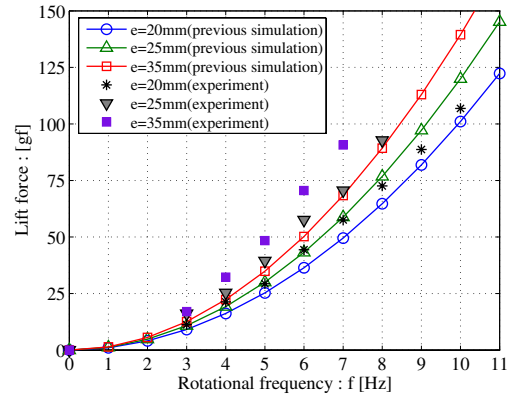 150
125
100
75
50
25
0
Lift force : [gf]
e=20mm(previous simulation)
e=25mm(previous simulation)
e=35mm(previous simulation)
e=20mm(experiment)
e=25mm(experiment)
e=35mm(experiment)
0 1 2 3 4 5 6 7 8 9 10 11
Rotational frequency : f [Hz]